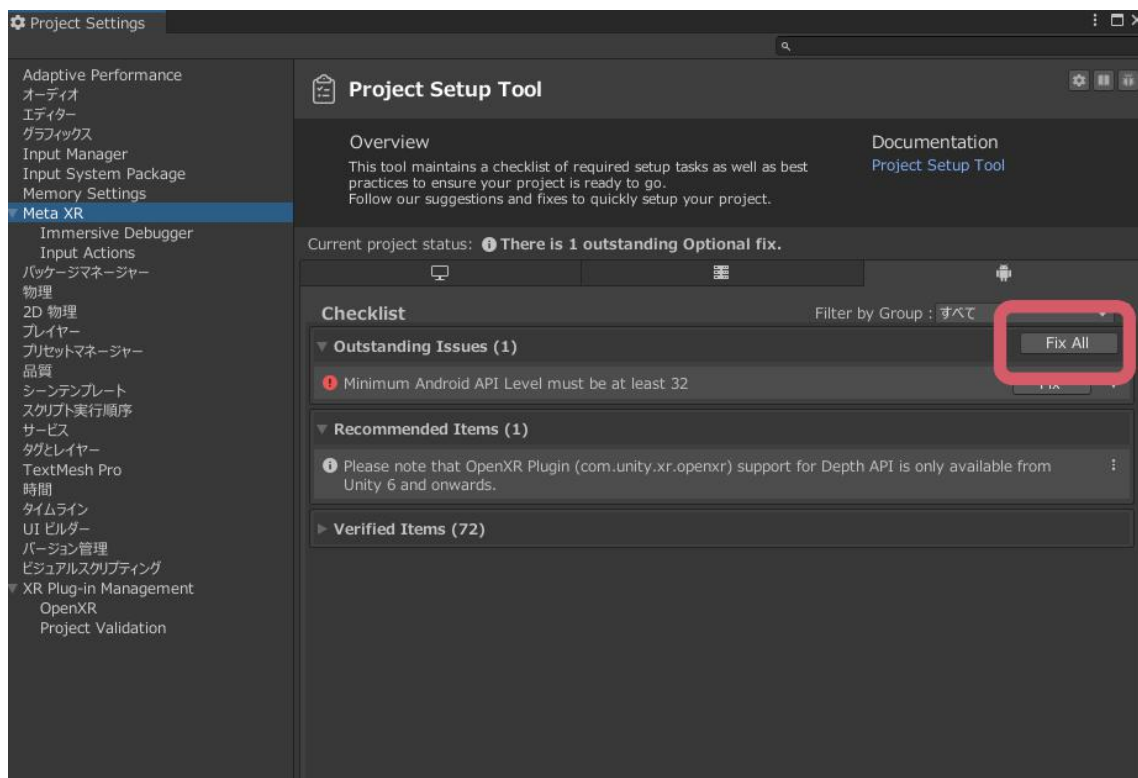 Project Settings
Adaptive Performance
オーディオ
エディター
グラフィックス
Input Manager
Input System Package
Memory Settings
Meta XR
Immersive Debugger
Input Actions
パッケージマネージャー
物理
2D 物理
プレイヤー
プリセットマネージャー
品質
シーンテンプレート
スクリプト実行順序
サービス
タグとレイヤー
TextMesh Pro
時間
タイムライン
UI ビルダー
バージョン管理
ビジュアルスクリプティング
XR Plug-in Management
OpenXR
Project Validation
Project Setup Tool
Overview
This tool maintains a checklist of required setup tasks as well as best
practices to ensure your project is ready to go.
Follow our suggestions and fixes to quickly setup your project.
Documentation
Project Setup Tool
Current project status: There is 1 outstanding Optional fix.
Checklist
Filter by Group : すべて
Outstanding Issues (1)
Fix All
Minimum Android API Level must be at least 32
Fix
Recommended Items (1)
Please note that OpenXR Plugin (com.unity.xr.openxr) support for Depth API is only available from
Unity 6 and onwards.
Verified Items (72)